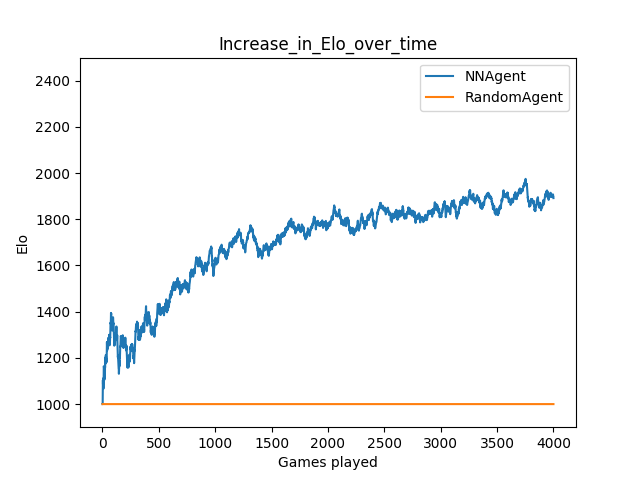 Increase_in_Elo_over_time
NNAgent
RandomAgent
2400
2200
2000
1800
1600
1400
1200
1000
Elo
0 500 1000 1500 2000 2500 3000 3500 4000
Games played